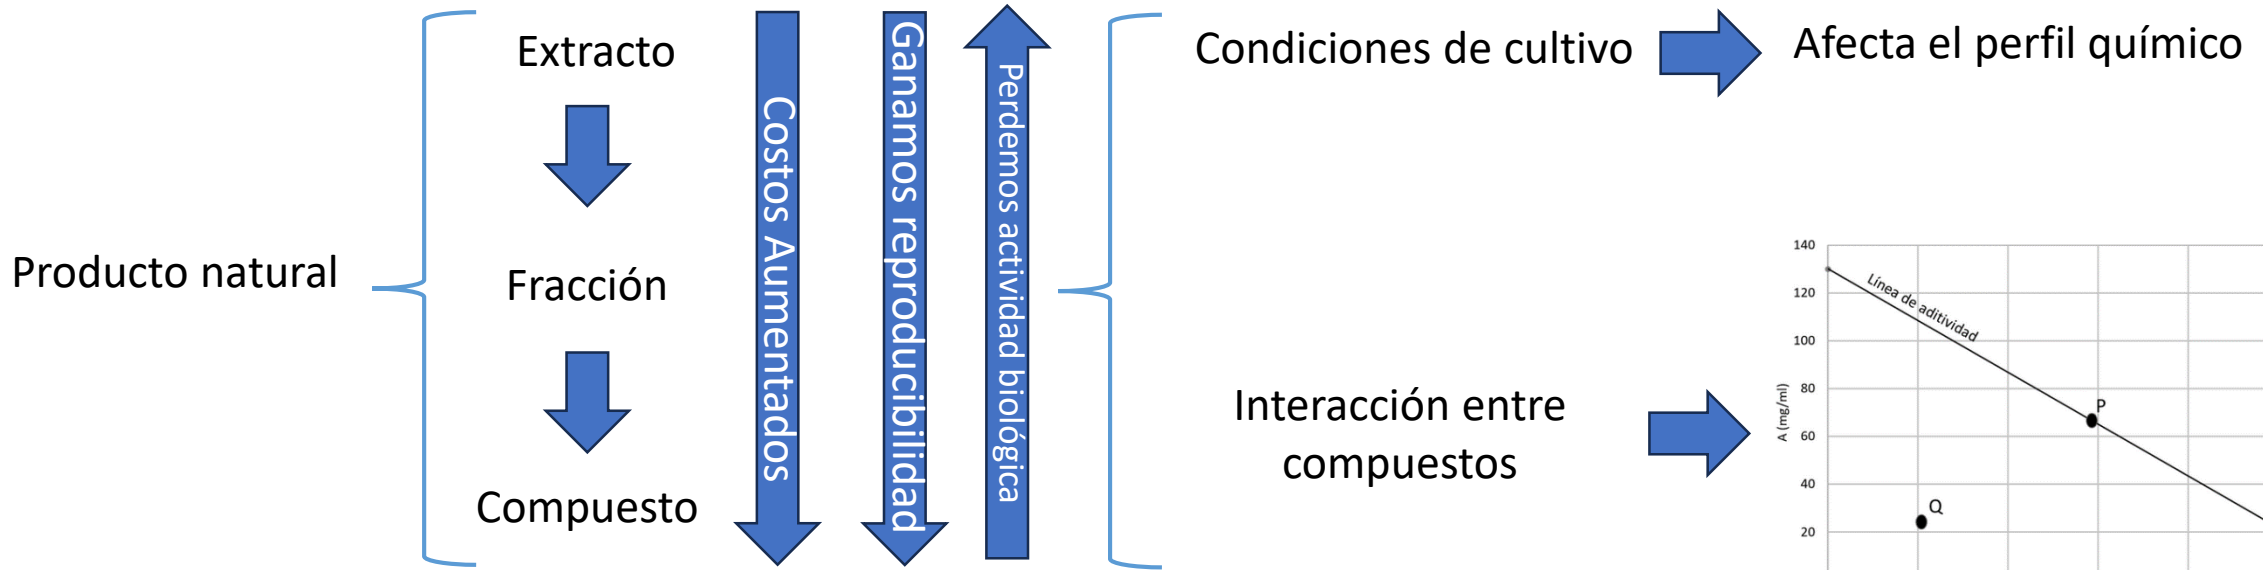 Producto natural
Extracto
Fracción
Compuesto
Costos Aumentados
Ganamos reproducibilidad
Perdemos actividad biológica
Condiciones de cultivo
Afecta el perfil químico
Interacción entre
compuestos
A (mg/ml)
140
120
100
80
60
40
20
Línea de aditividad
P
Q